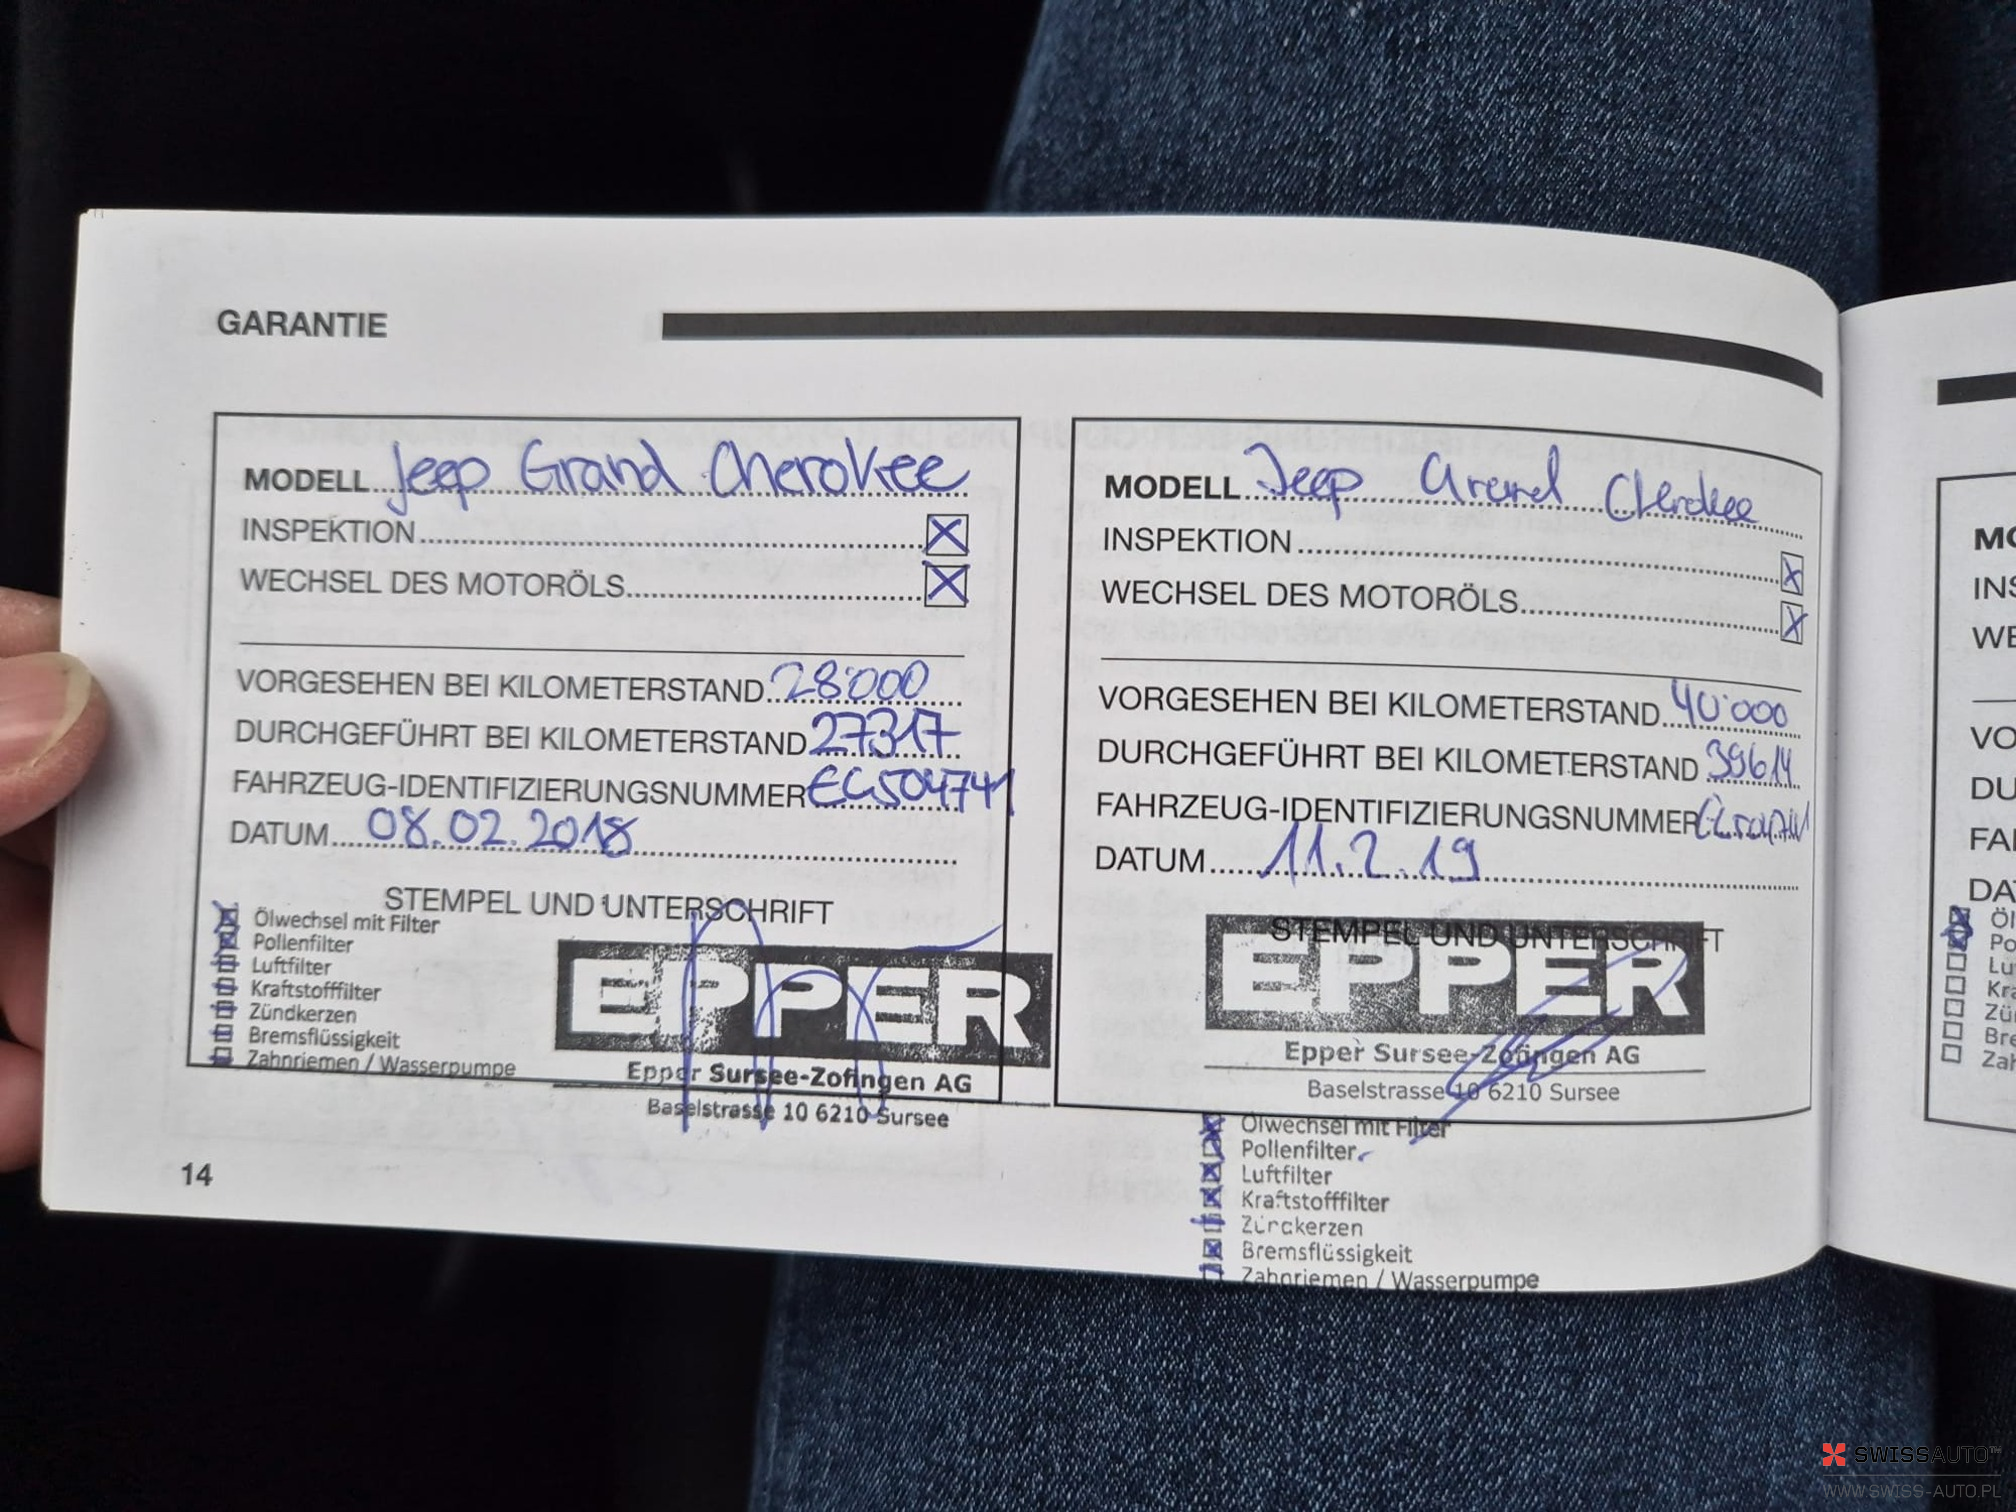 GARANTIE
MODELL Jeep Grand Cherokee
INSPEKTION
WECHSEL DES MOTORÖLS
VORGESEHEN BEI KILOMETERSTAND 28'000
DURCHGEFÜHRT BEI KILOMETERSTAND 27317
FAHRZEUG-IDENTIFIZIERUNGSNUMMER EC504741
DATUM 08.02.2018
STEMPEL UND UNTERSCHRIFT
Ölwechsel mit Filter
Pollenfilter
Luftfilter
Kraftstofffilter
Zündkerzen
Bremsflüssigkeit
Zahnriemen / Wasserpumpe
EPPER
Epper Sursee-Zofingen AG
Baselstrasse 10 6210 Sursee
14
MODELL Jeep Grand Cherokee
INSPEKTION
WECHSEL DES MOTORÖLS
VORGESEHEN BEI KILOMETERSTAND 40'000
DURCHGEFÜHRT BEI KILOMETERSTAND 39614
FAHRZEUG-IDENTIFIZIERUNGSNUMMER
DATUM 11.2.19
STEMPEL UND UNTERSCHRIFT
EPPER
Epper Sursee-Zofingen AG
Baselstrasse 10 6210 Sursee
Ölwechsel mit Filter
Pollenfilter
Luftfilter
Kraftstofffilter
Zündkerzen
Bremsflüssigkeit
Zahnriemen / Wasserpumpe
SWISSAUTO
WWW.SWISS-AUTO.PL